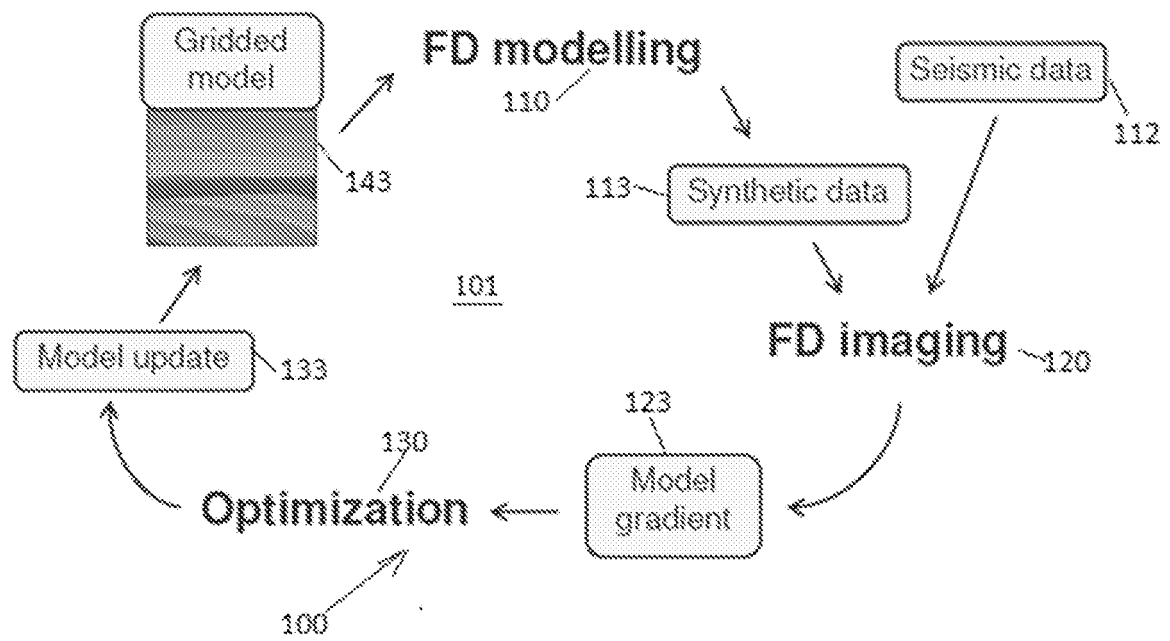 Gridded
model
143
FD modelling
110
Seismic data
112
113
Synthetic data
101
FD imaging
120
Model update
133
123
Model
gradient
130
Optimization
100